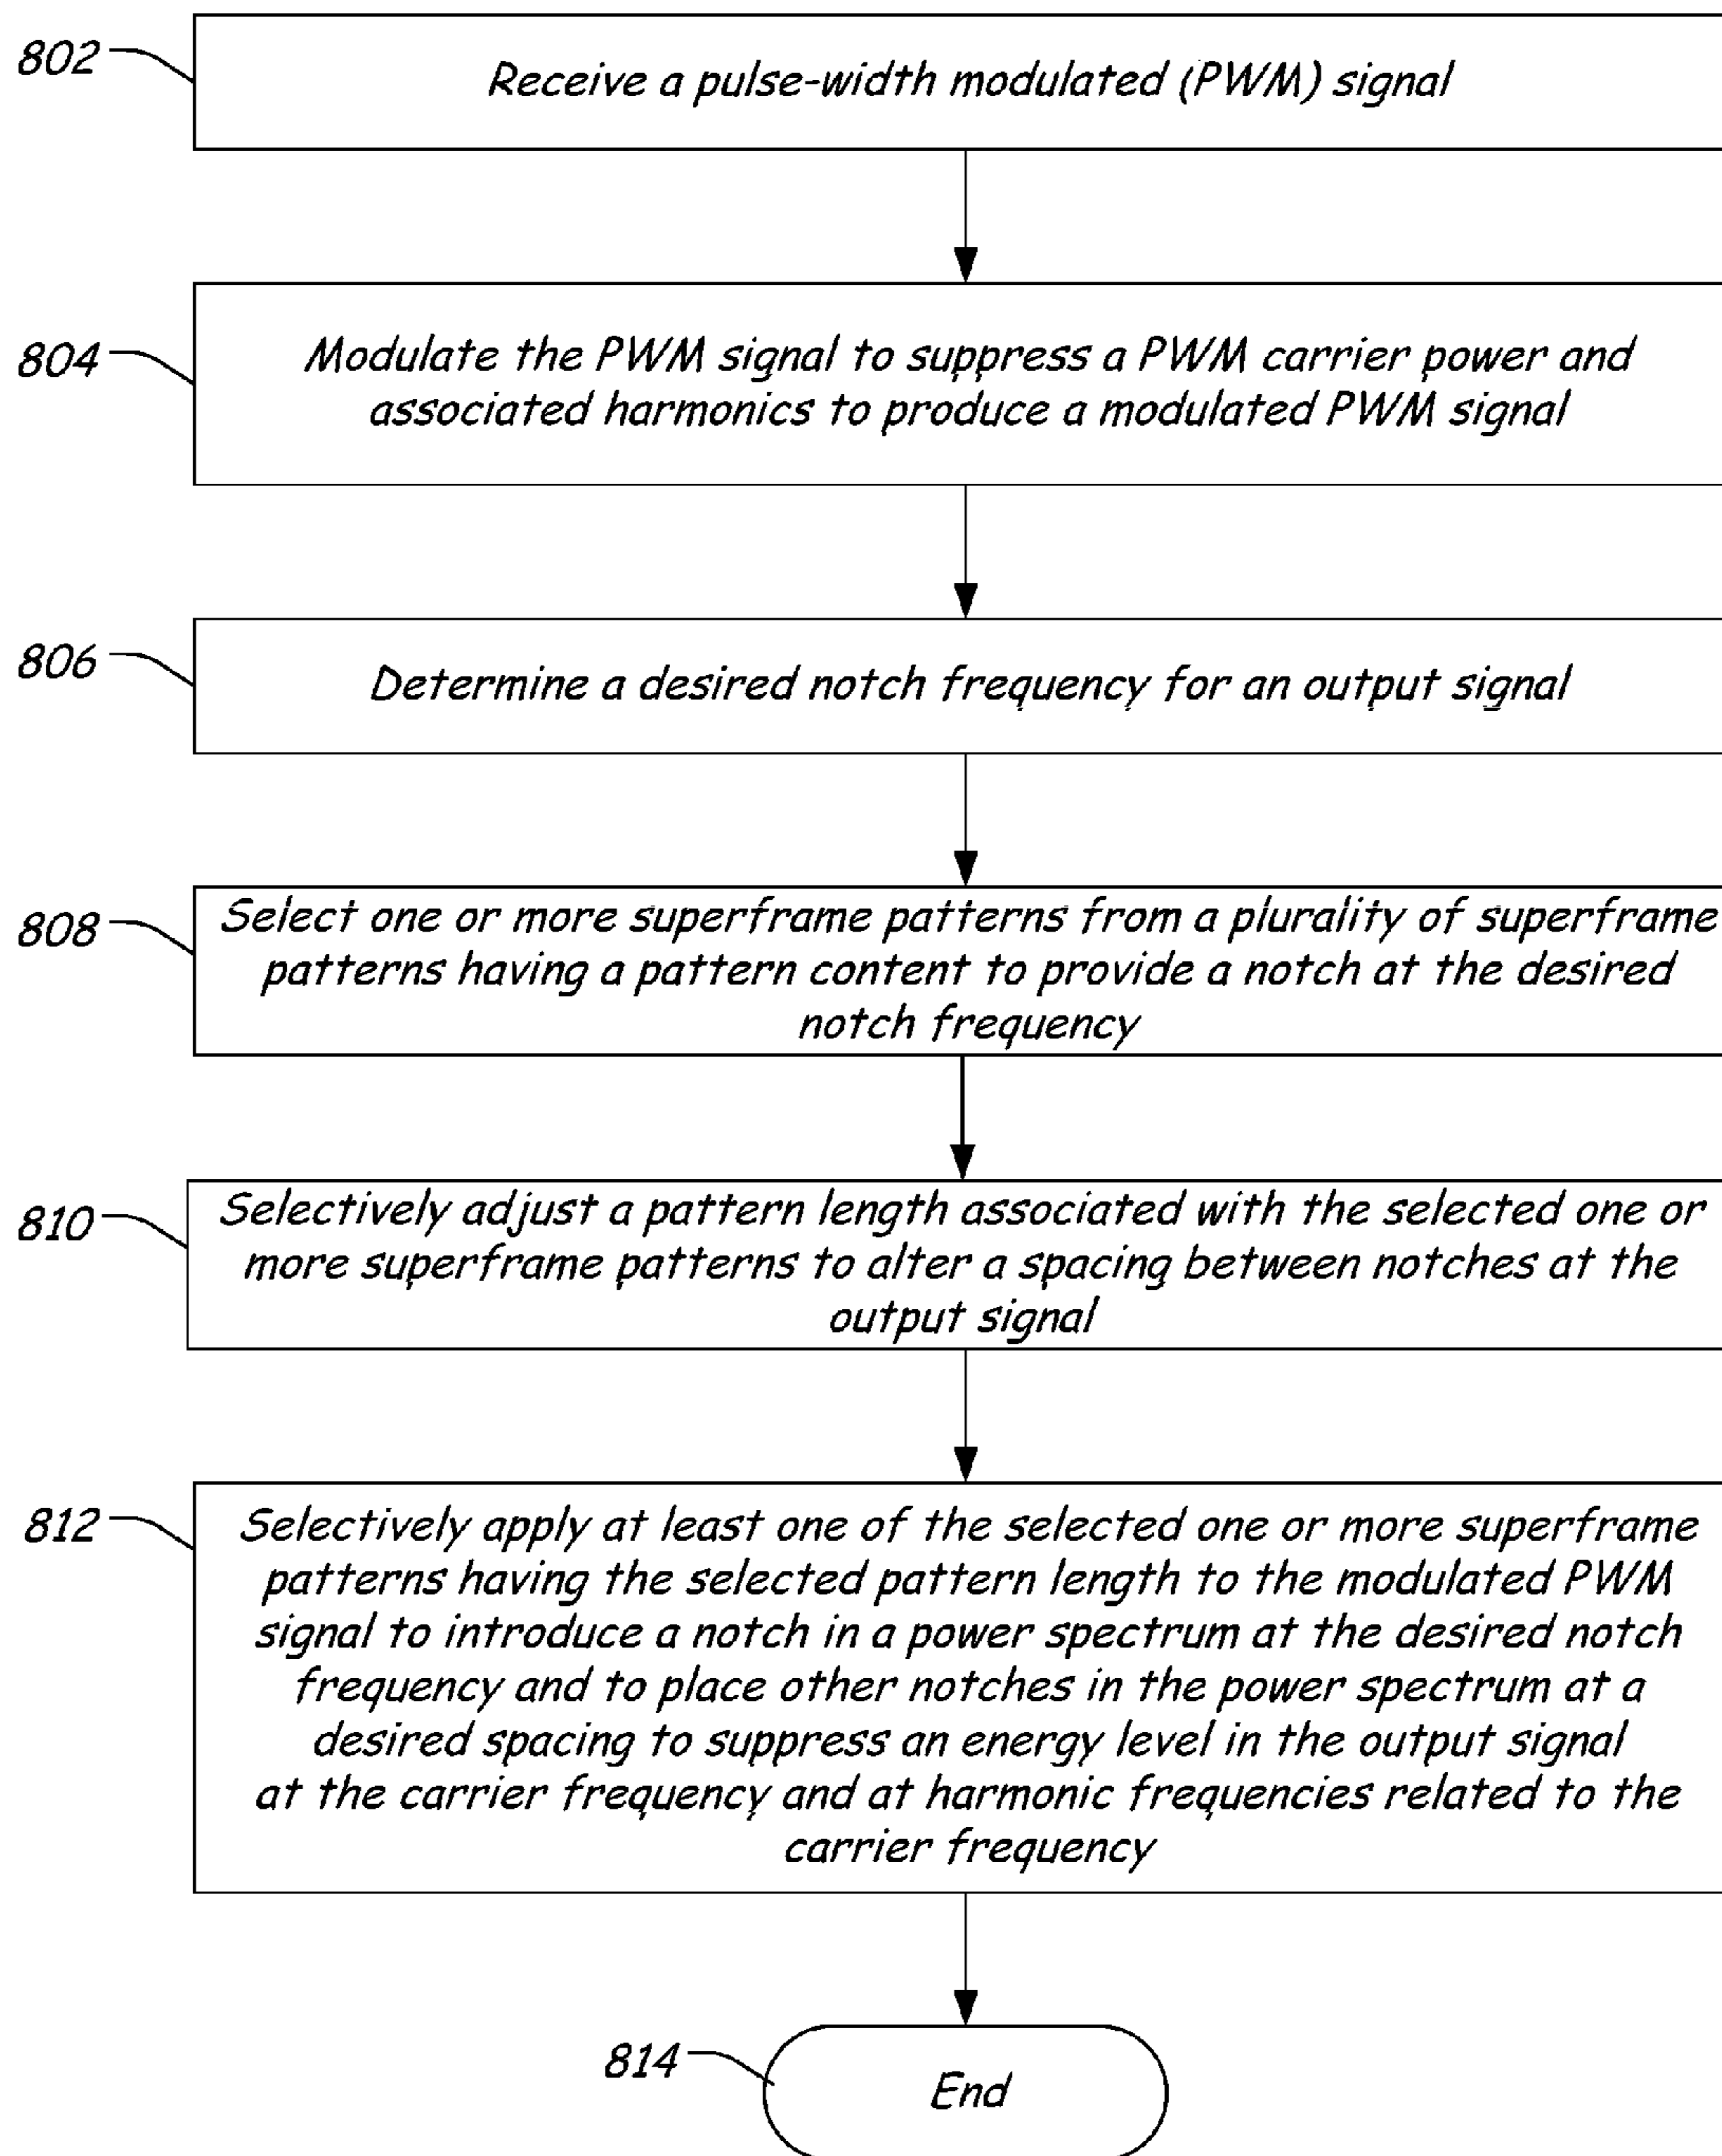 802
Receive a pulse-width modulated (PWM) signal
804
Modulate the PWM signal to suppress a PWM carrier power and
associated harmonics to produce a modulated PWM signal
806
Determine a desired notch frequency for an output signal
808
Select one or more superframe patterns from a plurality of superframe
patterns having a pattern content to provide a notch at the desired
notch frequency
810
Selectively adjust a pattern length associated with the selected one or
more superframe patterns to alter a spacing between notches at the
output signal
812
Selectively apply at least one of the selected one or more superframe
patterns having the selected pattern length to the modulated PWM
signal to introduce a notch in a power spectrum at the desired notch
frequency and to place other notches in the power spectrum at a
desired spacing to suppress an energy level in the output signal
at the carrier frequency and at harmonic frequencies related to the
carrier frequency
814
End